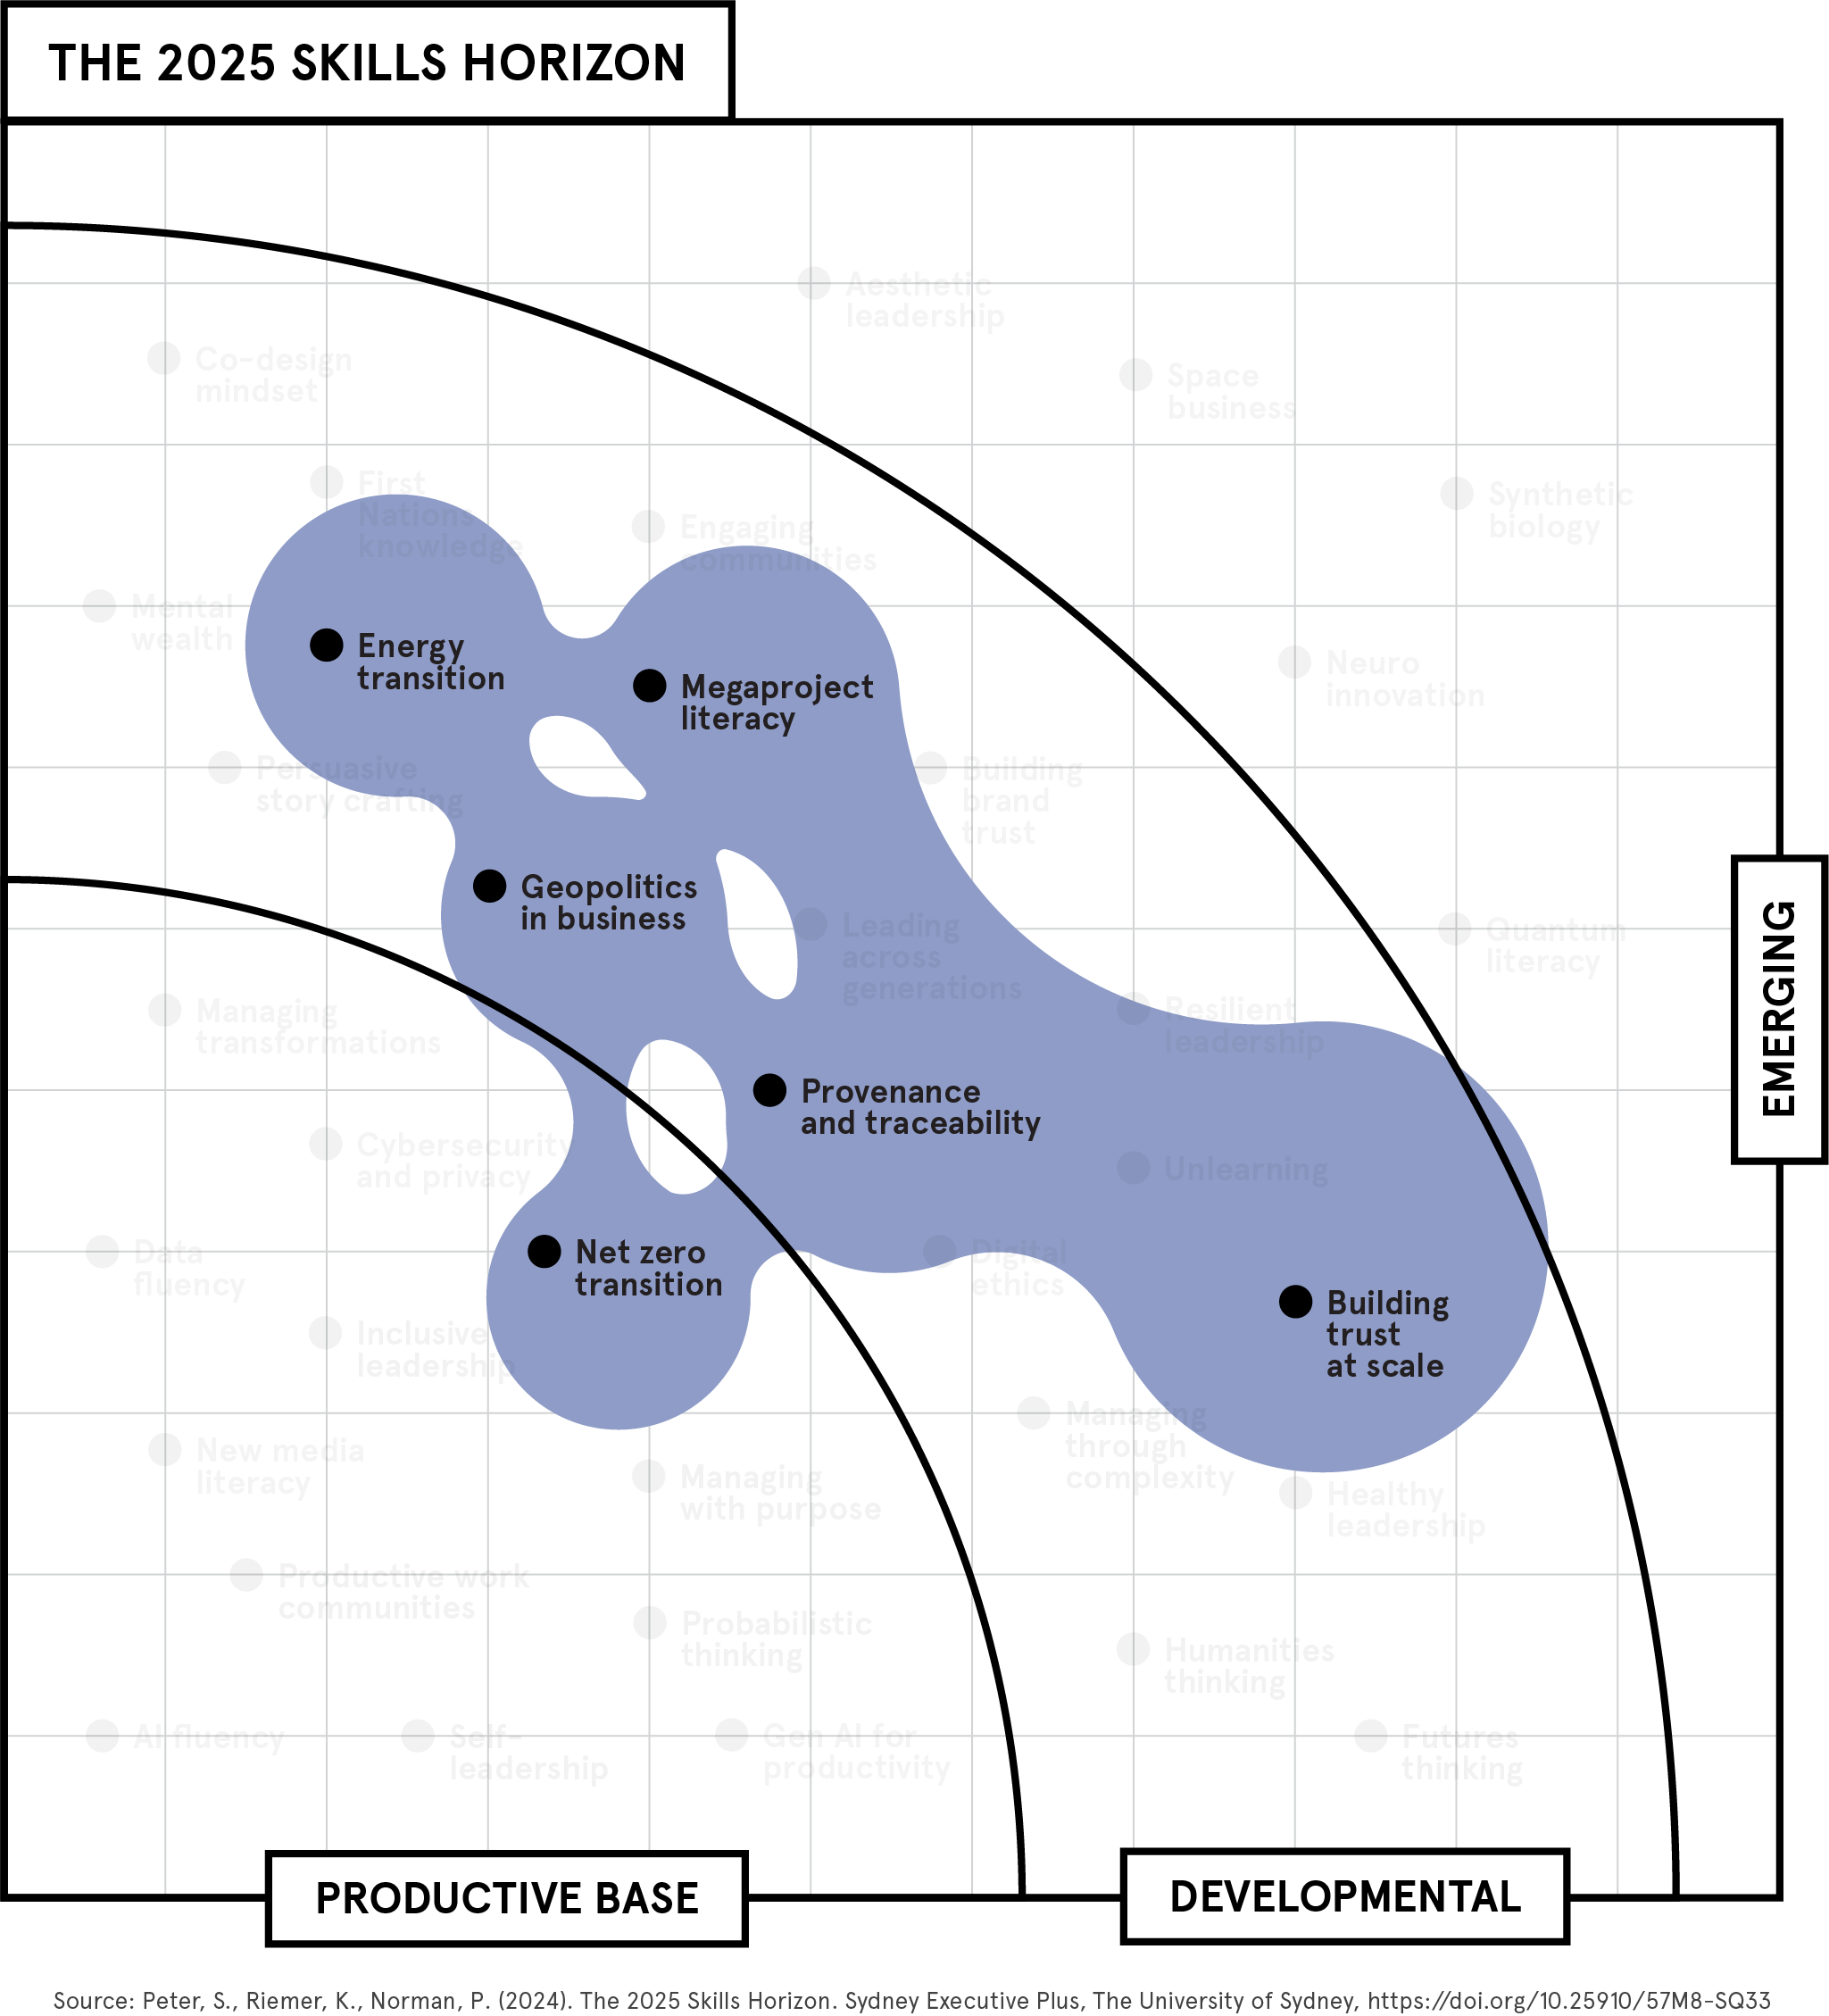 THE 2025 SKILLS HORIZON
Aesthetic
leadership
Co-design
mindset
Space
business
First
Nations
knowledge
Synthetic
biology
Engaging
communities
Mental
wealth
Energy
transition
Megaproject
literacy
Neuro
innovation
Persuasive
story crafting
Building
brand
trust
Geopolitics
in business
Leading
across
generations
Quantum
literacy
EMERGING
Managing
transformations
Resilient
leadership
Provenance
and traceability
Cybersecurity
and privacy
Unlearning
Data
fluency
Net zero
transition
Digital
ethics
Building
trust
at scale
Inclusive
leadership
Managing
through
complexity
New media
literacy
Managing
with purpose
Healthy
leadership
Productive work
communities
Probabilistic
thinking
Humanities
thinking
AI fluency
Self-
leadership
Gen AI for
productivity
Futures
thinking
PRODUCTIVE BASE
DEVELOPMENTAL
Source: Peter, S., Riemer, K., Norman, P. (2024). The 2025 Skills Horizon. Sydney Executive Plus, The University of Sydney, https://doi.org/10.25910/57M8-SQ33